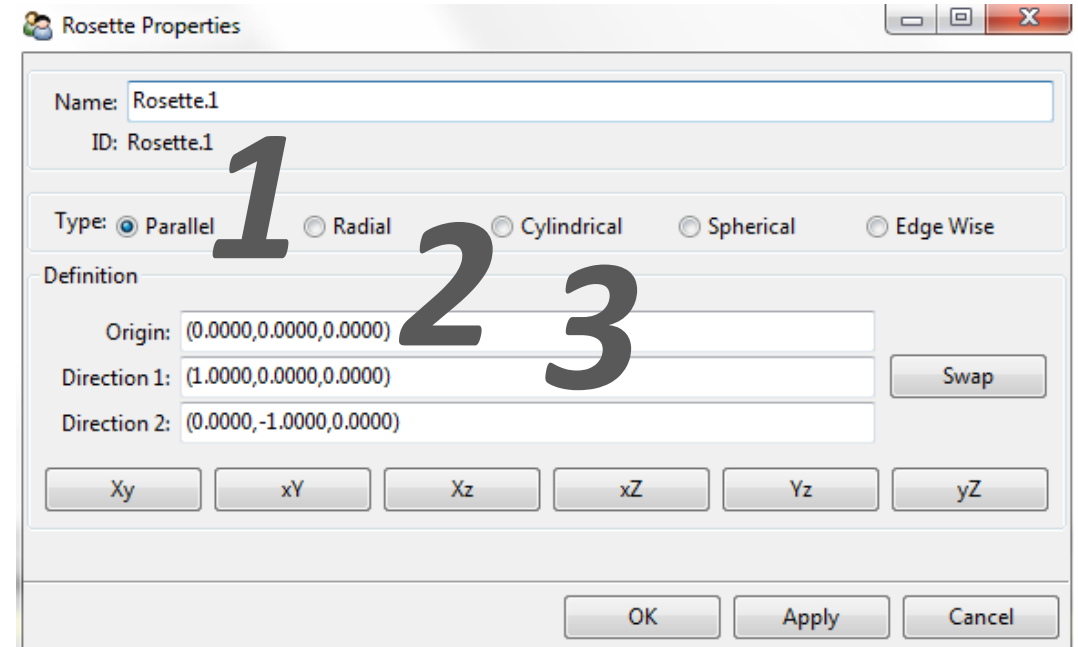 Rosette Properties
Name: Rosette.1
ID: Rosette.1
1
Type: Parallel Radial Cylindrical Spherical Edge Wise
2
3
Definition
Origin: (0.0000,0.0000,0.0000)
Direction 1: (1.0000,0.0000,0.0000) Swap
Direction 2: (0.0000,-1.0000,0.0000)
Xy xY Xz xZ Yz yZ
OK Apply Cancel